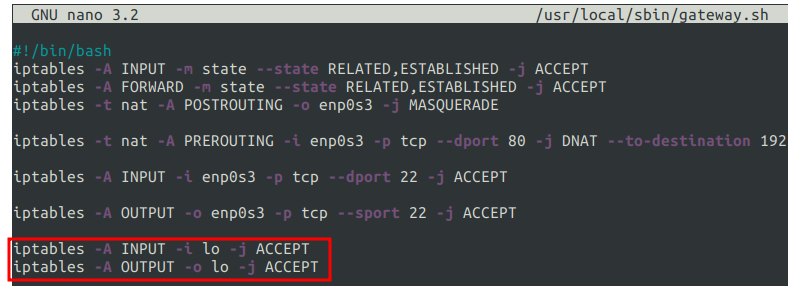 GNU nano 3.2 /usr/local/sbin/gateway.sh
#!/bin/bash
iptables -A INPUT -m state --state RELATED,ESTABLISHED -j ACCEPT
iptables -A FORWARD -m state --state RELATED,ESTABLISHED -j ACCEPT
iptables -t nat -A POSTROUTING -o enp0s3 -j MASQUERADE
iptables -t nat -A PREROUTING -i enp0s3 -p tcp --dport 80 -j DNAT --to-destination 192
iptables -A INPUT -i enp0s3 -p tcp --dport 22 -j ACCEPT
iptables -A OUTPUT -o enp0s3 -p tcp --sport 22 -j ACCEPT
iptables -A INPUT -i lo -j ACCEPT
iptables -A OUTPUT -o lo -j ACCEPT